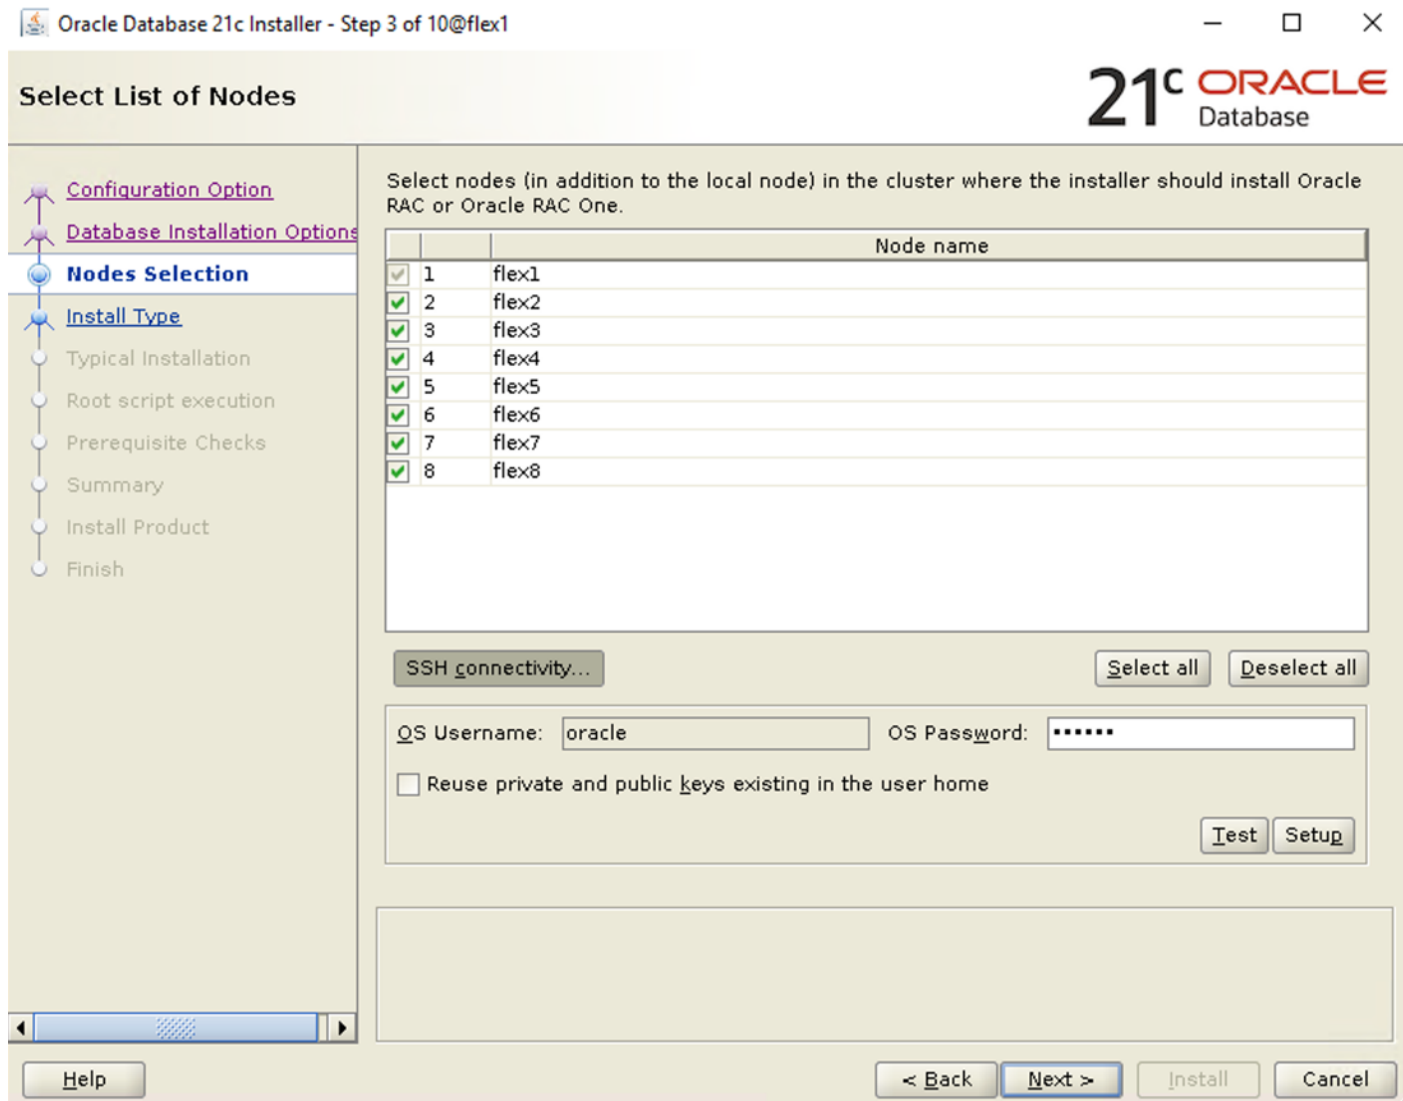 Oracle Database 21c Installer - Step 3 of 10@flex1
Select List of Nodes
21c ORACLE
Database
Configuration Option
Database Installation Options
Nodes Selection
Install Type
Typical Installation
Root script execution
Prerequisite Checks
Summary
Install Product
Finish
Select nodes (in addition to the local node) in the cluster where the installer should install Oracle
RAC or Oracle RAC One.
Node name
1 flex1
2 flex2
3 flex3
4 flex4
5 flex5
6 flex6
7 flex7
8 flex8
SSH connectivity...
Select all
Deselect all
OS Username: oracle OS Password: ••••••
Reuse private and public keys existing in the user home
Test
Setup
Help
< Back
Next >
Install
Cancel